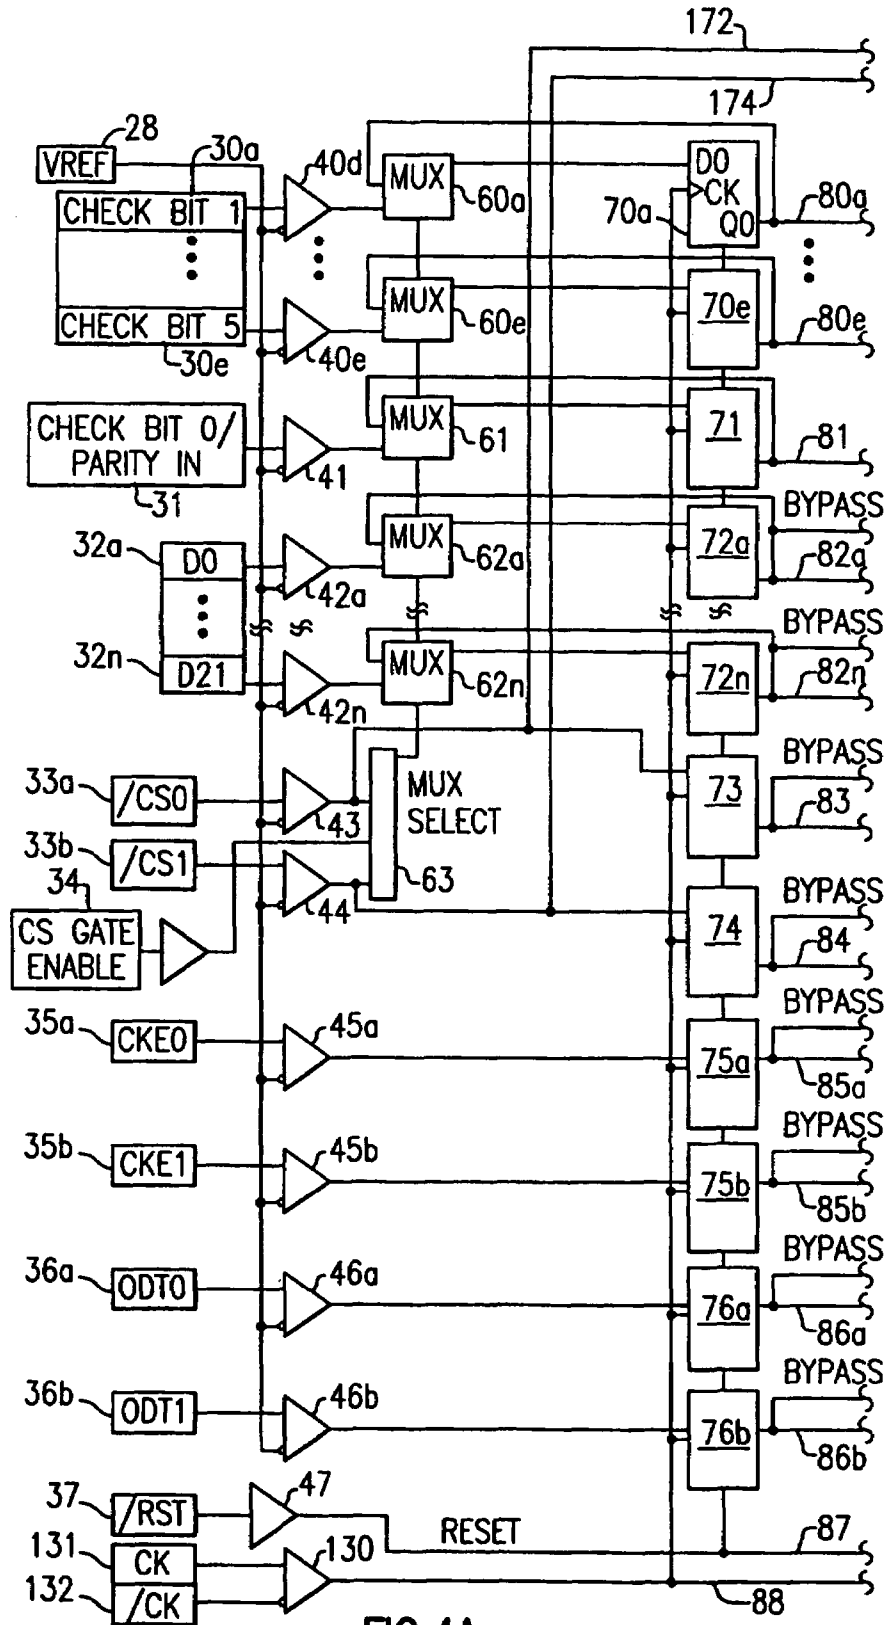 172
174
28
VREF
30a
40d
MUX
60a
D0
CK
Q0
70a
80a
CHECK BIT 1
CHECK BIT 5
30e
40e
MUX
60e
70e
80e
CHECK BIT 0/
PARITY IN
31
41
MUX
61
71
81
32a
D0
42a
MUX
62a
72a
BYPASS
82a
32n
D21
42n
MUX
62n
72n
BYPASS
82n
33a
/CS0
43
MUX
SELECT
63
73
BYPASS
83
33b
/CS1
44
34
CS GATE
ENABLE
74
BYPASS
84
35a
CKE0
45a
75a
BYPASS
85a
35b
CKE1
45b
75b
BYPASS
85b
36a
ODT0
46a
76a
BYPASS
86a
36b
ODT1
46b
76b
BYPASS
86b
37
/RST
47
RESET
87
131
CK
130
132
/CK
88
FIG.4A